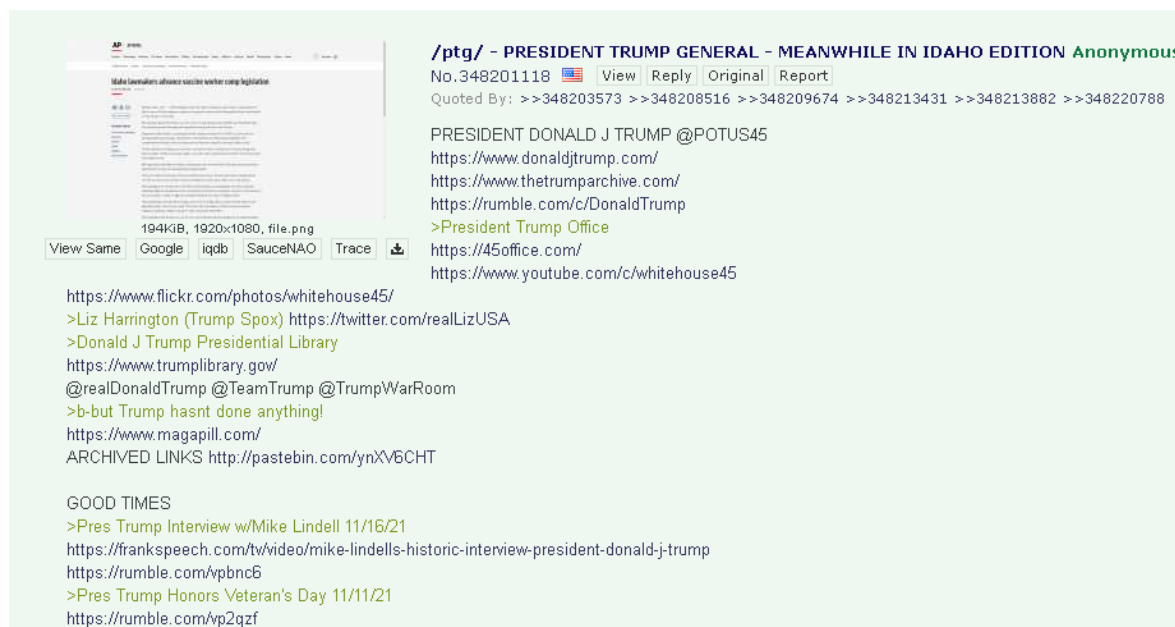 AP
Idaho lawmakers advance vaccine worker comp legislation
/ptg/ - PRESIDENT TRUMP GENERAL - MEANWHILE IN IDAHO EDITION Anonymous
No.348201118 View Reply Original Report
Quoted By: >>348203573 >>348208516 >>348209674 >>348213431 >>348213882 >>348220788
194KiB, 1920x1080, file.png
View Same Google iqdb SauceNAO Trace
PRESIDENT DONALD J TRUMP @POTUS45
https://www.donaldjtrump.com/
https://www.thetrumparchive.com/
https://rumble.com/c/DonaldTrump
>President Trump Office
https://45office.com/
https://www.youtube.com/c/whitehouse45
https://www.flickr.com/photos/whitehouse45/
>Liz Harrington (Trump Spox) https://twitter.com/realLizUSA
>Donald J Trump Presidential Library
https://www.trumplibrary.gov/
@realDonaldTrump @TeamTrump @TrumpWarRoom
>b-but Trump hasnt done anything!
https://www.magapill.com/
ARCHIVED LINKS http://pastebin.com/ynXV6CHT
GOOD TIMES
>Pres Trump Interview w/Mike Lindell 11/16/21
https://frankspeech.com/tv/video/mike-lindells-historic-interview-president-donald-j-trump
https://rumble.com/vpbnc6
>Pres Trump Honors Veteran's Day 11/11/21
https://rumble.com/vp2qzf